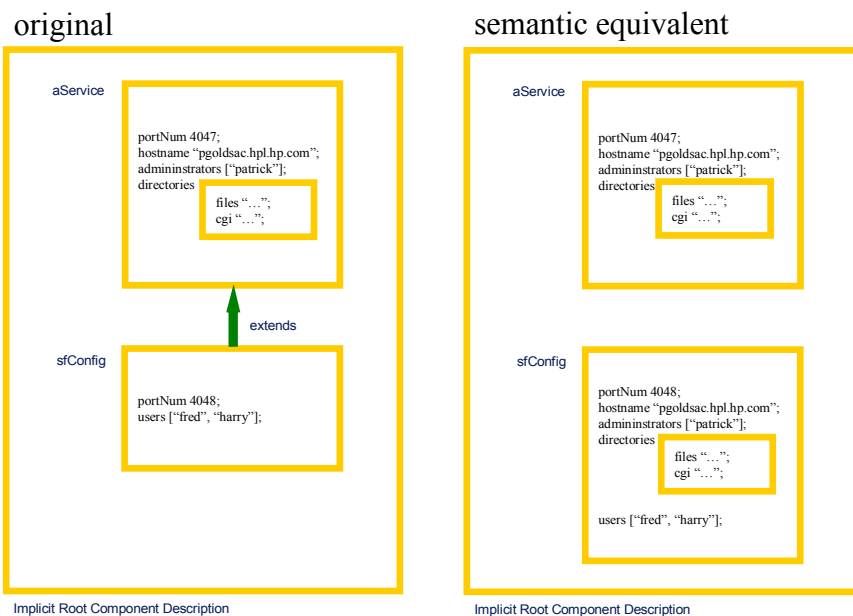 original
aService
portNum 4047;
hostname “pgoldsac.hpl.hp.com”;
admininstrators [“patrick”];
directories
files “…”;
cgi “…”;
extends
sfConfig
portNum 4048;
users [“fred”, “harry”];
Implicit Root Component Description
semantic equivalent
aService
portNum 4047;
hostname “pgoldsac.hpl.hp.com”;
admininstrators [“patrick”];
directories
files “…”;
cgi “…”;
sfConfig
portNum 4048;
hostname “pgoldsac.hpl.hp.com”;
admininstrators [“patrick”];
directories
files “…”;
cgi “…”;
users [“fred”, “harry”];
Implicit Root Component Description